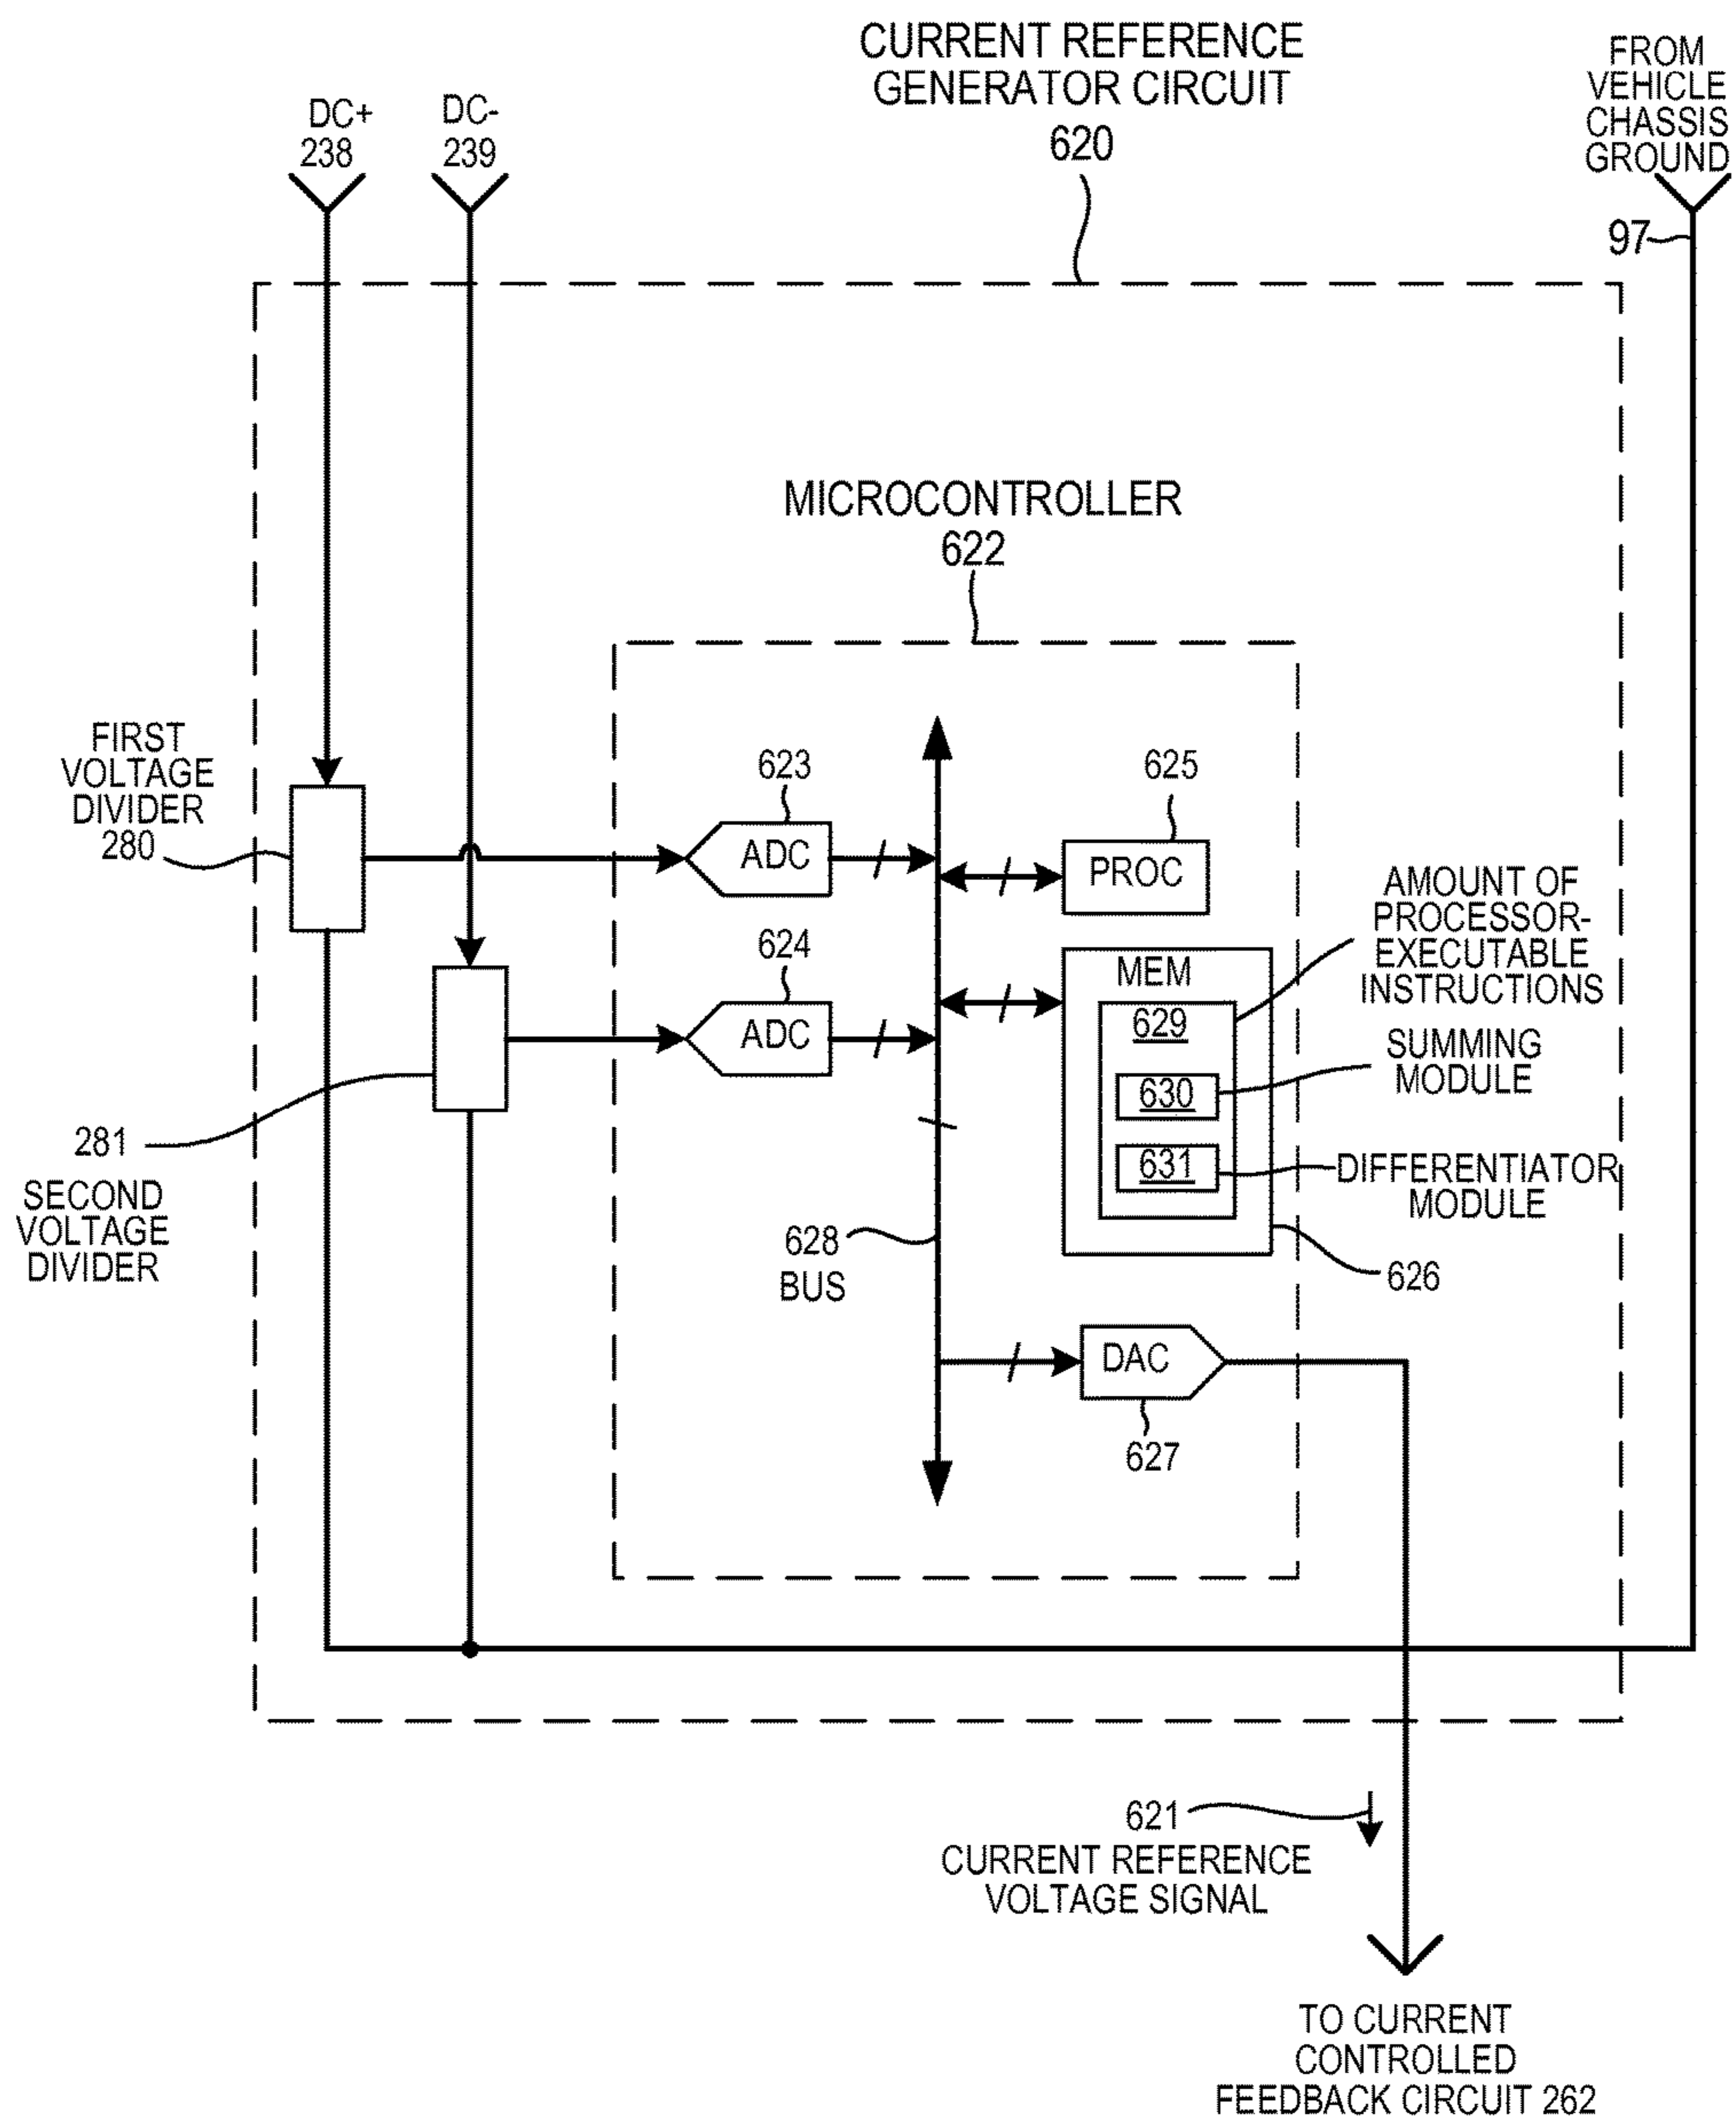 CURRENT REFERENCE
GENERATOR CIRCUIT
620
FROM
VEHICLE
CHASSIS
GROUND
97
DC+
238
DC-
239
MICROCONTROLLER
622
FIRST
VOLTAGE
DIVIDER
280
623
ADC
625
PROC
624
ADC
AMOUNT OF
PROCESSOR-
EXECUTABLE
INSTRUCTIONS
MEM
629
SUMMING
MODULE
630
631
DIFFERENTIATOR
MODULE
281
SECOND
VOLTAGE
DIVIDER
628
BUS
626
DAC
627
621
CURRENT REFERENCE
VOLTAGE SIGNAL
TO CURRENT
CONTROLLED
FEEDBACK CIRCUIT 262